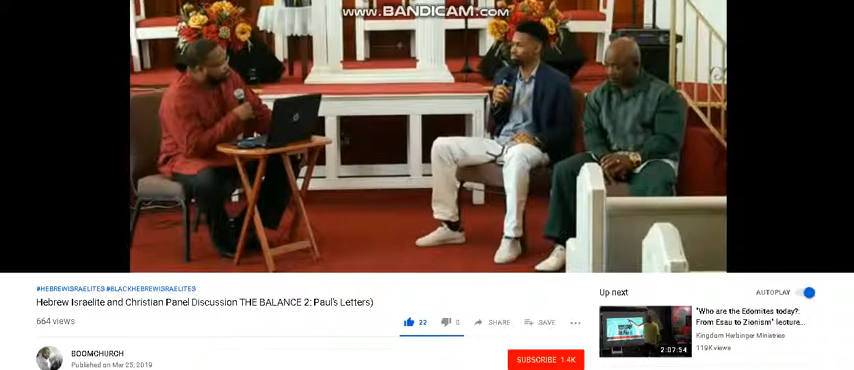 www.BANDICAM.com
#HEBREWISRAELITES #BLACKHEBREWISRAELITES
Hebrew Israelite and Christian Panel Discussion THE BALANCE 2: Paul's Letters)
664 views
22
0
SHARE
SAVE
BOOMCHURCH
Published on Mar 25, 2019
SUBSCRIBE 1.4K
Up next
AUTOPLAY
"Who are the Edomites today?:
From Esau to Zionism" lecture...
Kingdom Harbinger Ministries
119K views
2:07:54